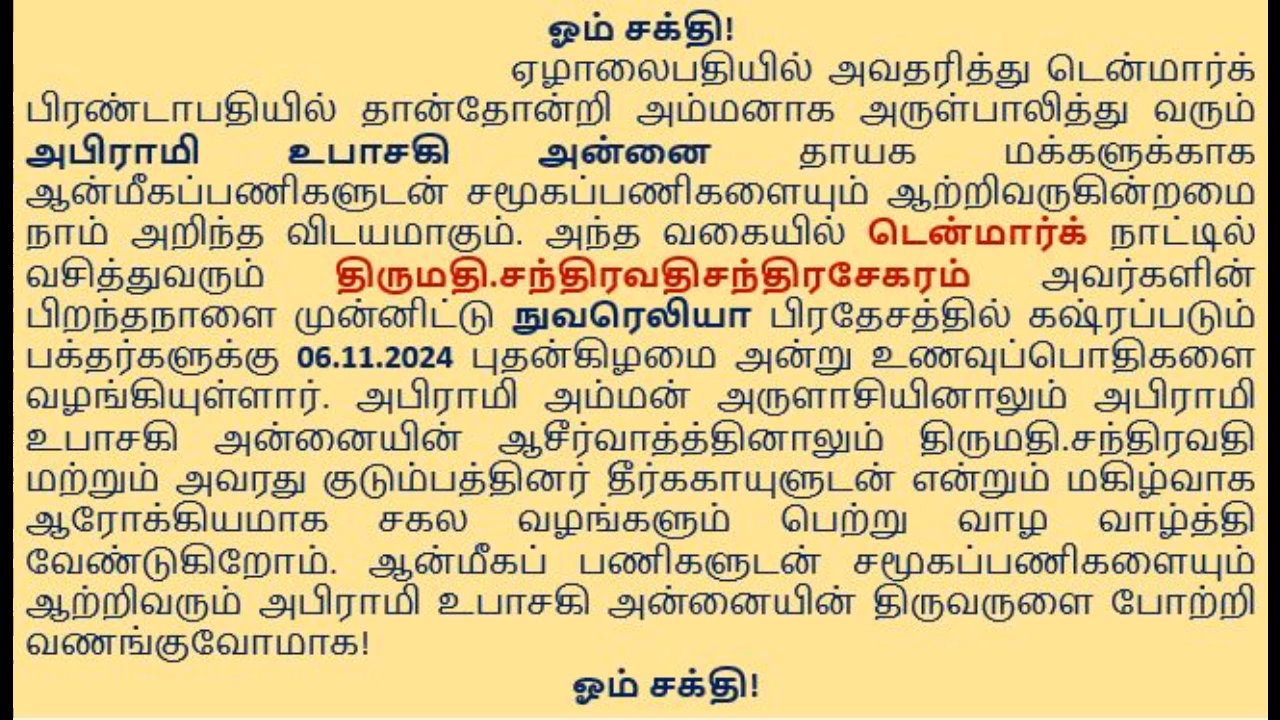 ஓம் சக்தி!
ஏழாலைபதியில் அவதரித்து டென்மார்க்
பிரண்டாபதியில் தான்தோன்றி அம்மனாக அருள்பாலித்து வரும்
அபிராமி உபாசகி அன்னை தாயக மக்களுக்காக
ஆன்மீகப்பணிகளுடன் சமூகப்பணிகளையும் ஆற்றிவருகின்றமை
நாம் அறிந்த விடயமாகும். அந்த வகையில் டென்மார்க் நாட்டில்
வசித்துவரும் திருமதி.சந்திரவதிசந்திரசேகரம் அவர்களின்
பிறந்தநாளை முன்னிட்டு நுவரெலியா பிரதேசத்தில் கஷ்ரப்படும்
பக்தர்களுக்கு 06.11.2024 புதன்கிழமை அன்று உணவுப்பொதிகளை
வழங்கியுள்ளார். அபிராமி அம்மன் அருளாசியினாலும் அபிராமி
உபாசகி அன்னையின் ஆசீர்வாத்த்தினாலும் திருமதி.சந்திரவதி
மற்றும் அவரது குடும்பத்தினர் தீர்ககாயுளுடன் என்றும் மகிழ்வாக
ஆரோக்கியமாக சகல வழங்களும் பெற்று வாழ வாழ்த்தி
வேண்டுகிறோம். ஆன்மீகப் பணிகளுடன் சமூகப்பணிகளையும்
ஆற்றிவரும் அபிராமி உபாசகி அன்னையின் திருவருளை போற்றி
வணங்குவோமாக!
ஓம் சக்தி!